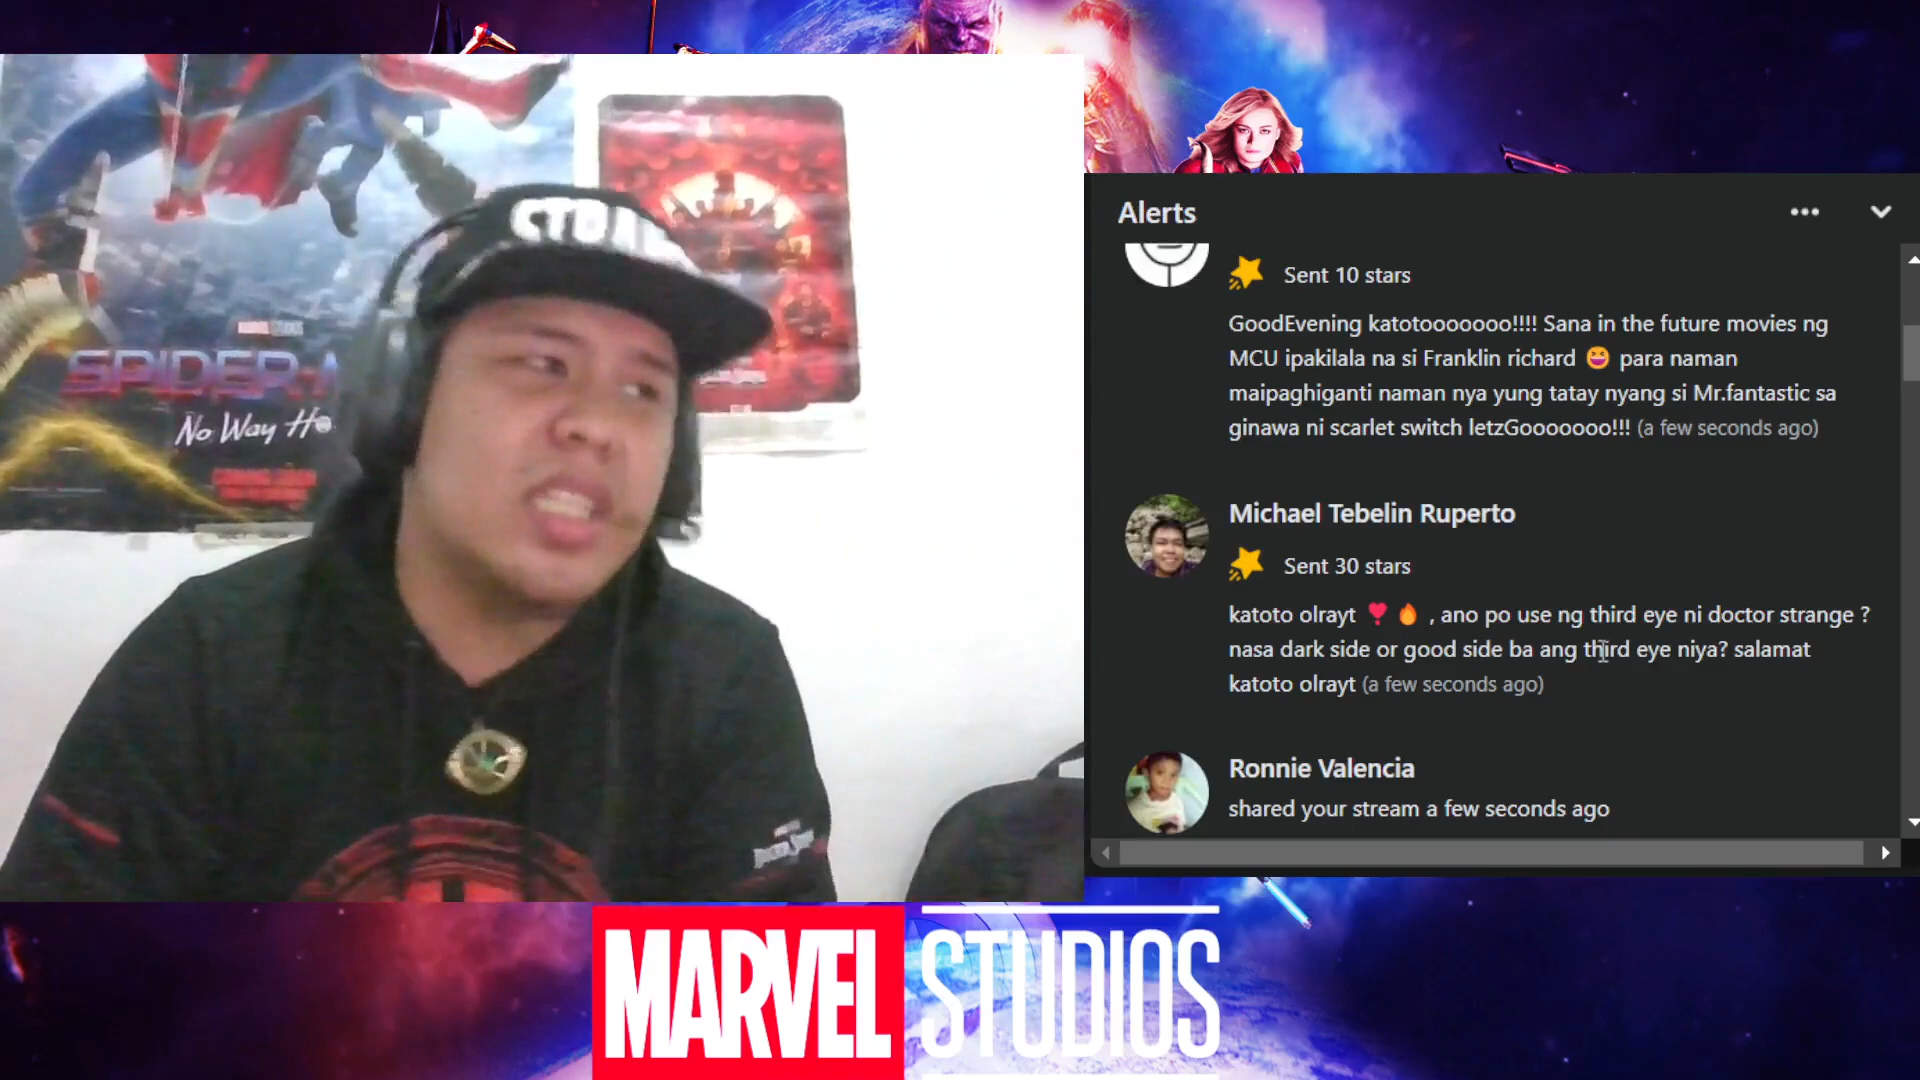 SPIDER-
No Way Ho
Alerts
Sent 10 stars
GoodEvening katotooooooo!!!! Sana in the future movies ng
MCU ipakilala na si Franklin richard 😆 para naman
maipaghiganti naman nya yung tatay nyang si Mr.fantastic sa
ginawa ni scarlet switch letzGooooooo!!! (a few seconds ago)
Michael Tebelin Ruperto
Sent 30 stars
katoto olrayt ❣️ 🔥 , ano po use ng third eye ni doctor strange ?
nasa dark side or good side ba ang third eye niya? salamat
katoto olrayt (a few seconds ago)
Ronnie Valencia
shared your stream a few seconds ago
MARVEL STUDIOS